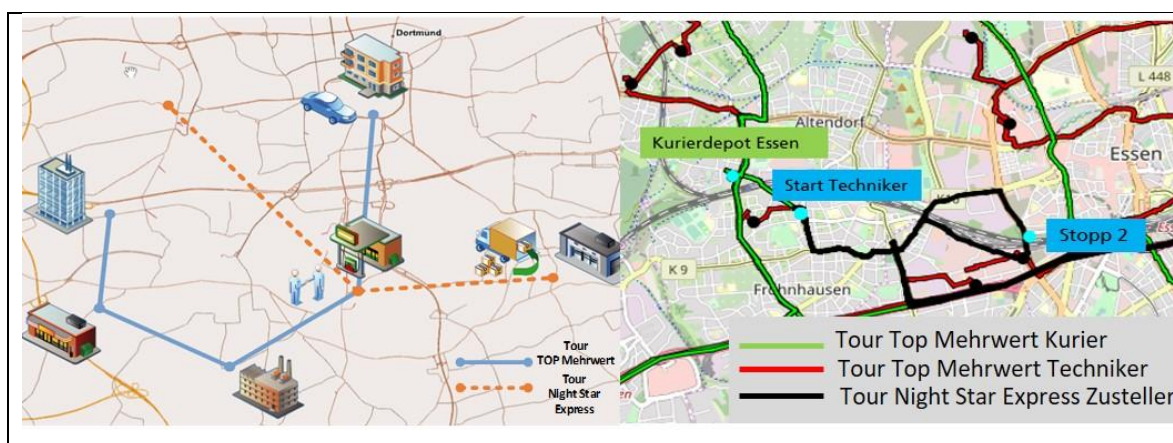 Dortmund
Tour
TOP Mehrwert
Tour
Night Star
Express
Altendorf
L 448
Kurierdepot Essen
Essen
Start Techniker
Stopp 2
K 9
Frohnhausen
Tour Top Mehrwert Kurier
Tour Top Mehrwert Techniker
Tour Night Star Express Zusteller